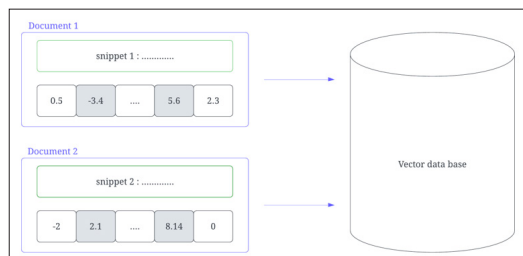 Document 1
snippet 1 : .............
0.5 -3.4 .... 5.6 2.3
Document 2
snippet 2 : .............
-2 2.1 .... 8.14 0
Vector data base